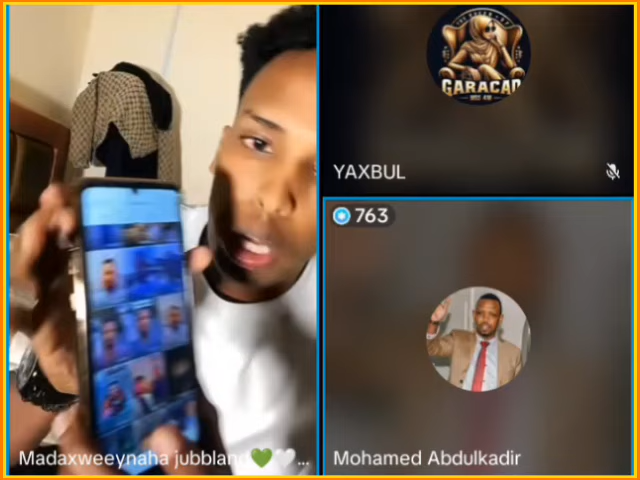 GARACAD
YAXBUL
763
Madaxweeynaha jubbland💚🤍...
Mohamed Abdulkadir